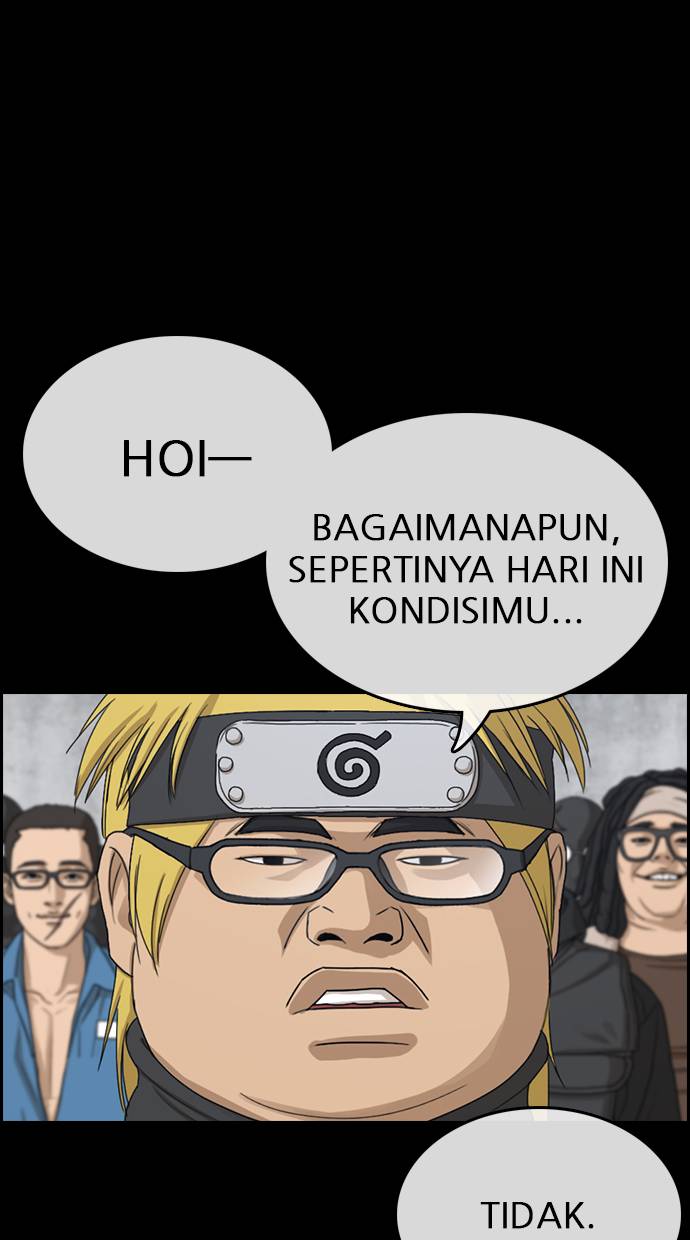 HOI—
BAGAIMANAPUN,
SEPERTINYA HARI INI
KONDISIMU...
TIDAK.